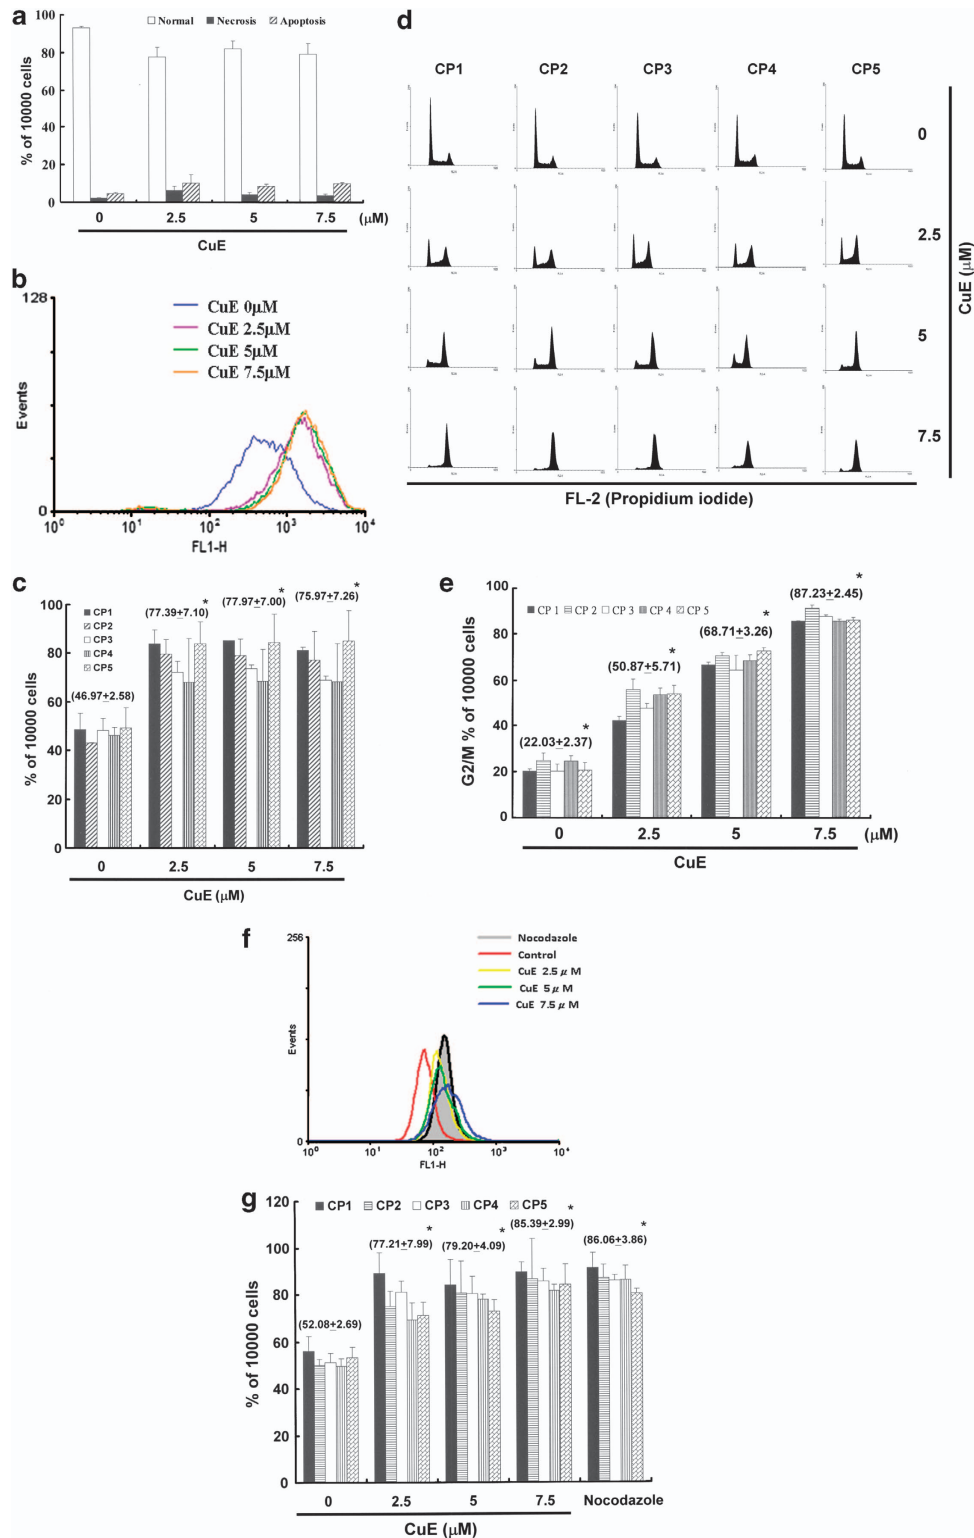 a
Normal Necrosis Apoptosis
100
80
60
40
20
0
% of 10000 cells
0 2.5 5 7.5 (μM)
CuE
b
128
Events
0
CuE 0μM
CuE 2.5μM
CuE 5μM
CuE 7.5μM
10⁰ 10¹ 10² 10³ 10⁴
FL1-H
c
CP1
CP2
CP3
CP4
CP5
100
80
60
40
20
0
% of 10000 cells
(46.97±2.58)
(77.39±7.10) *
(77.97±7.00) *
(75.97±7.26) *
0 2.5 5 7.5
CuE (μM)
d
CP1 CP2 CP3 CP4 CP5
0
2.5
5
7.5
CuE (μM)
FL-2 (Propidium iodide)
e
CP 1 CP 2 CP 3 CP 4 CP 5
100
80
60
40
20
0
G2/M % of 10000 cells
(22.03±2.37) *
(50.87±5.71) *
(68.71±3.26) *
(87.23±2.45) *
0 2.5 5 7.5 (μM)
CuE
f
256
Events
0
Nocodazole
Control
CuE 2.5μM
CuE 5μM
CuE 7.5μM
10⁰ 10¹ 10² 10³ 10⁴
FL1-H
g
CP1 CP2 CP3 CP4 CP5
120
100
80
60
40
20
0
% of 10000 cells
(52.08±2.69)
(77.21±7.99) *
(79.20±4.09) *
(85.39±2.99) *
(86.06±3.86) *
0 2.5 5 7.5 Nocodazole
CuE (μM)